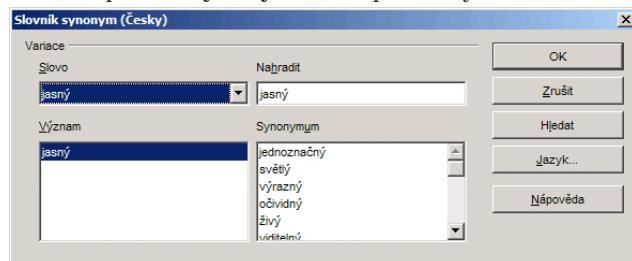 Slovník synonym (Česky)
Variace
Slovo
Nahradit
OK
jasný
jasný
Zrušit
Význam
Synonymum
Hledat
jasný
jednoznačný
světlý
výrazný
očividný
živý
viditelný
Jazyk...
Nápověda